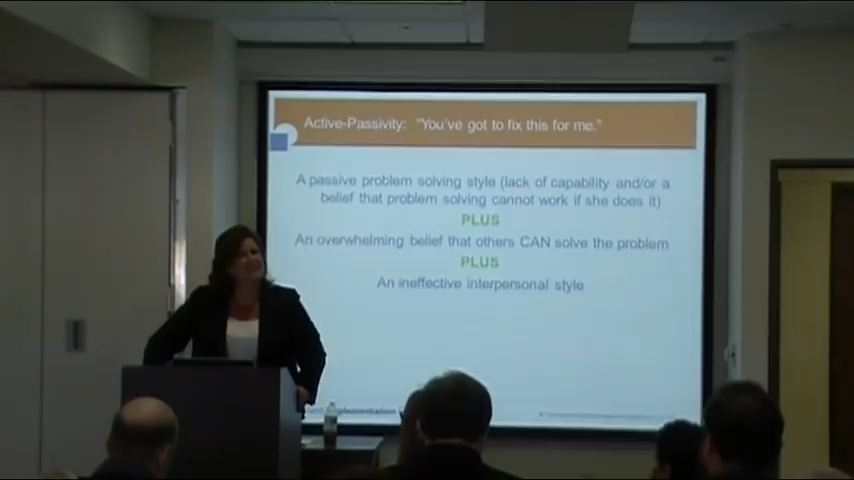 Active-Passivity: "You've got to fix this for me."
A passive problem solving style (lack of capability and/or a
belief that problem solving cannot work if she does it)
PLUS
An overwhelming belief that others CAN solve the problem
PLUS
An ineffective interpersonal style